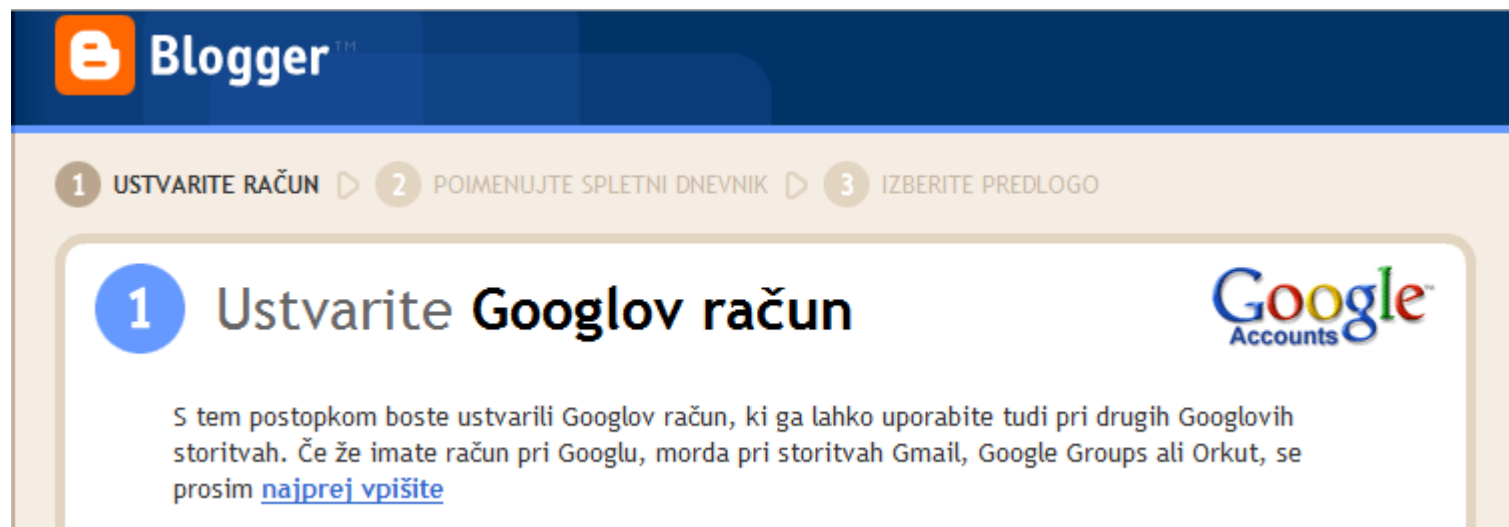 Blogger™
1 USTVARITE RAČUN 2 POIMENUJTE SPLETNI DNEVNIK 3 IZBERITE PREDLOGO
1 Ustvarite Googlov račun
Google™
Accounts
S tem postopkom boste ustvarili Googlov račun, ki ga lahko uporabite tudi pri drugih Googlovih
storitvah. Če že imate račun pri Googlu, morda pri storitvah Gmail, Google Groups ali Orkut, se
prosim najprej vpišite